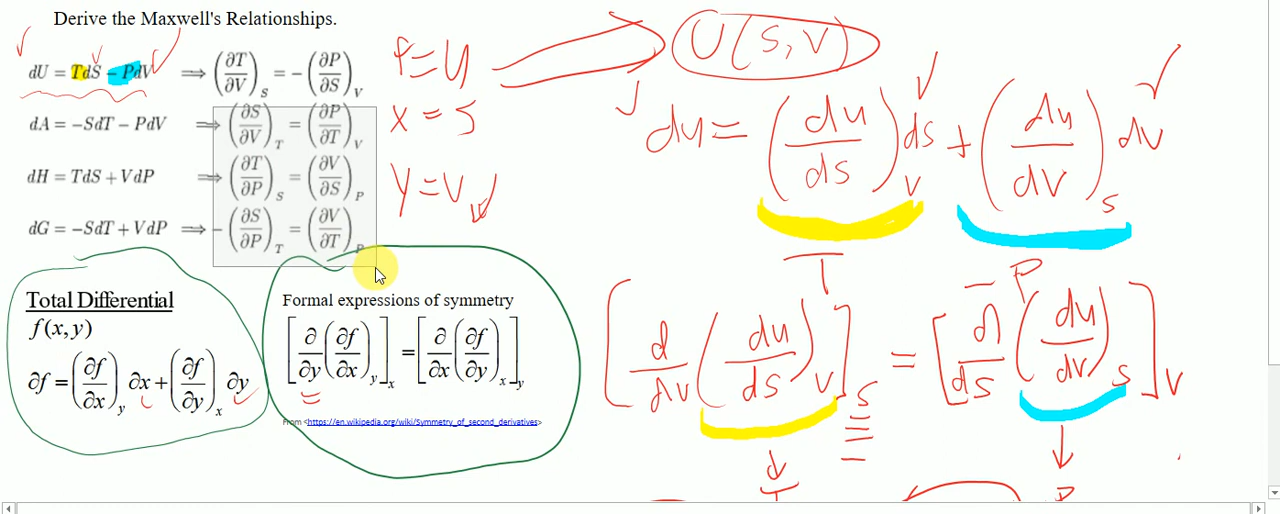 Derive the Maxwell's Relationships.
dU = TdS − PdV ⟹ (∂T/∂V)_S = −(∂P/∂S)_V
dA = −SdT − PdV ⟹ (∂S/∂V)_T = (∂P/∂T)_V
dH = TdS + VdP ⟹ (∂T/∂P)_S = (∂V/∂S)_P
dG = −SdT + VdP ⟹ −(∂S/∂P)_T = (∂V/∂T)_P
f = U
x = S
y = V
U(S,V)
du = (du/ds)_V ds + (du/dv)_s dv
T
−P
Total Differential
f(x,y)
∂f = (∂f/∂x)_y ∂x + (∂f/∂y)_x ∂y
Formal expressions of symmetry
[∂/∂y (∂f/∂x)_y]_x = [∂/∂x (∂f/∂y)_x]_y
From <https://en.wikipedia.org/wiki/Symmetry_of_second_derivatives>
[d/dv (du/ds)_V]_s = [d/ds (du/dv)_s]_V